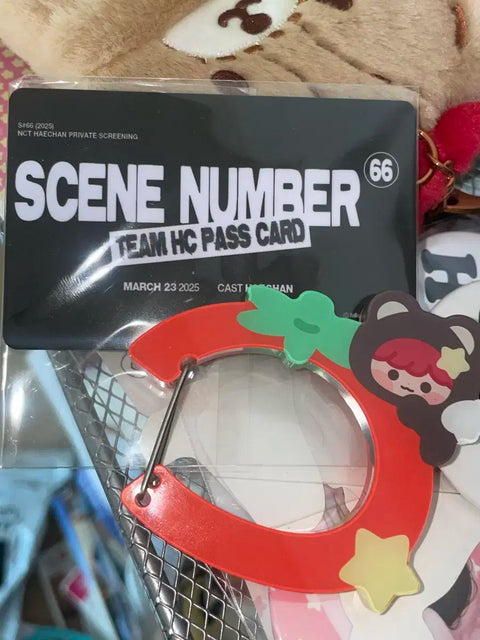 S#66 (2025)
NCT HAECHAN PRIVATE SCREENING
66
SCENE NUMBER
TEAM HC PASS CARD
MARCH 23 2025 CAST HAECHAN